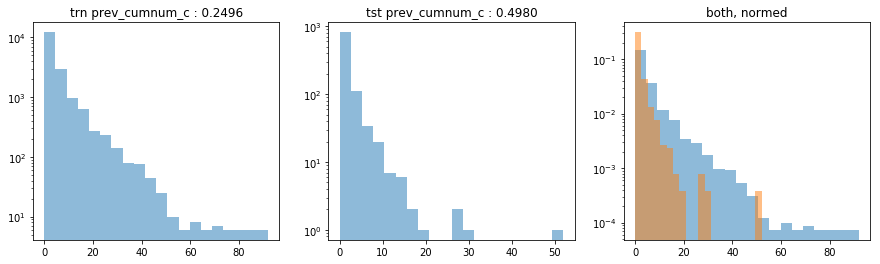 trn prev_cumnum_c : 0.2496
10⁴
10³
10²
10¹
0 20 40 60 80
tst prev_cumnum_c : 0.4980
10³
10²
10¹
10⁰
0 10 20 30 40 50
both, normed
10⁻¹
10⁻²
10⁻³
10⁻⁴
0 20 40 60 80